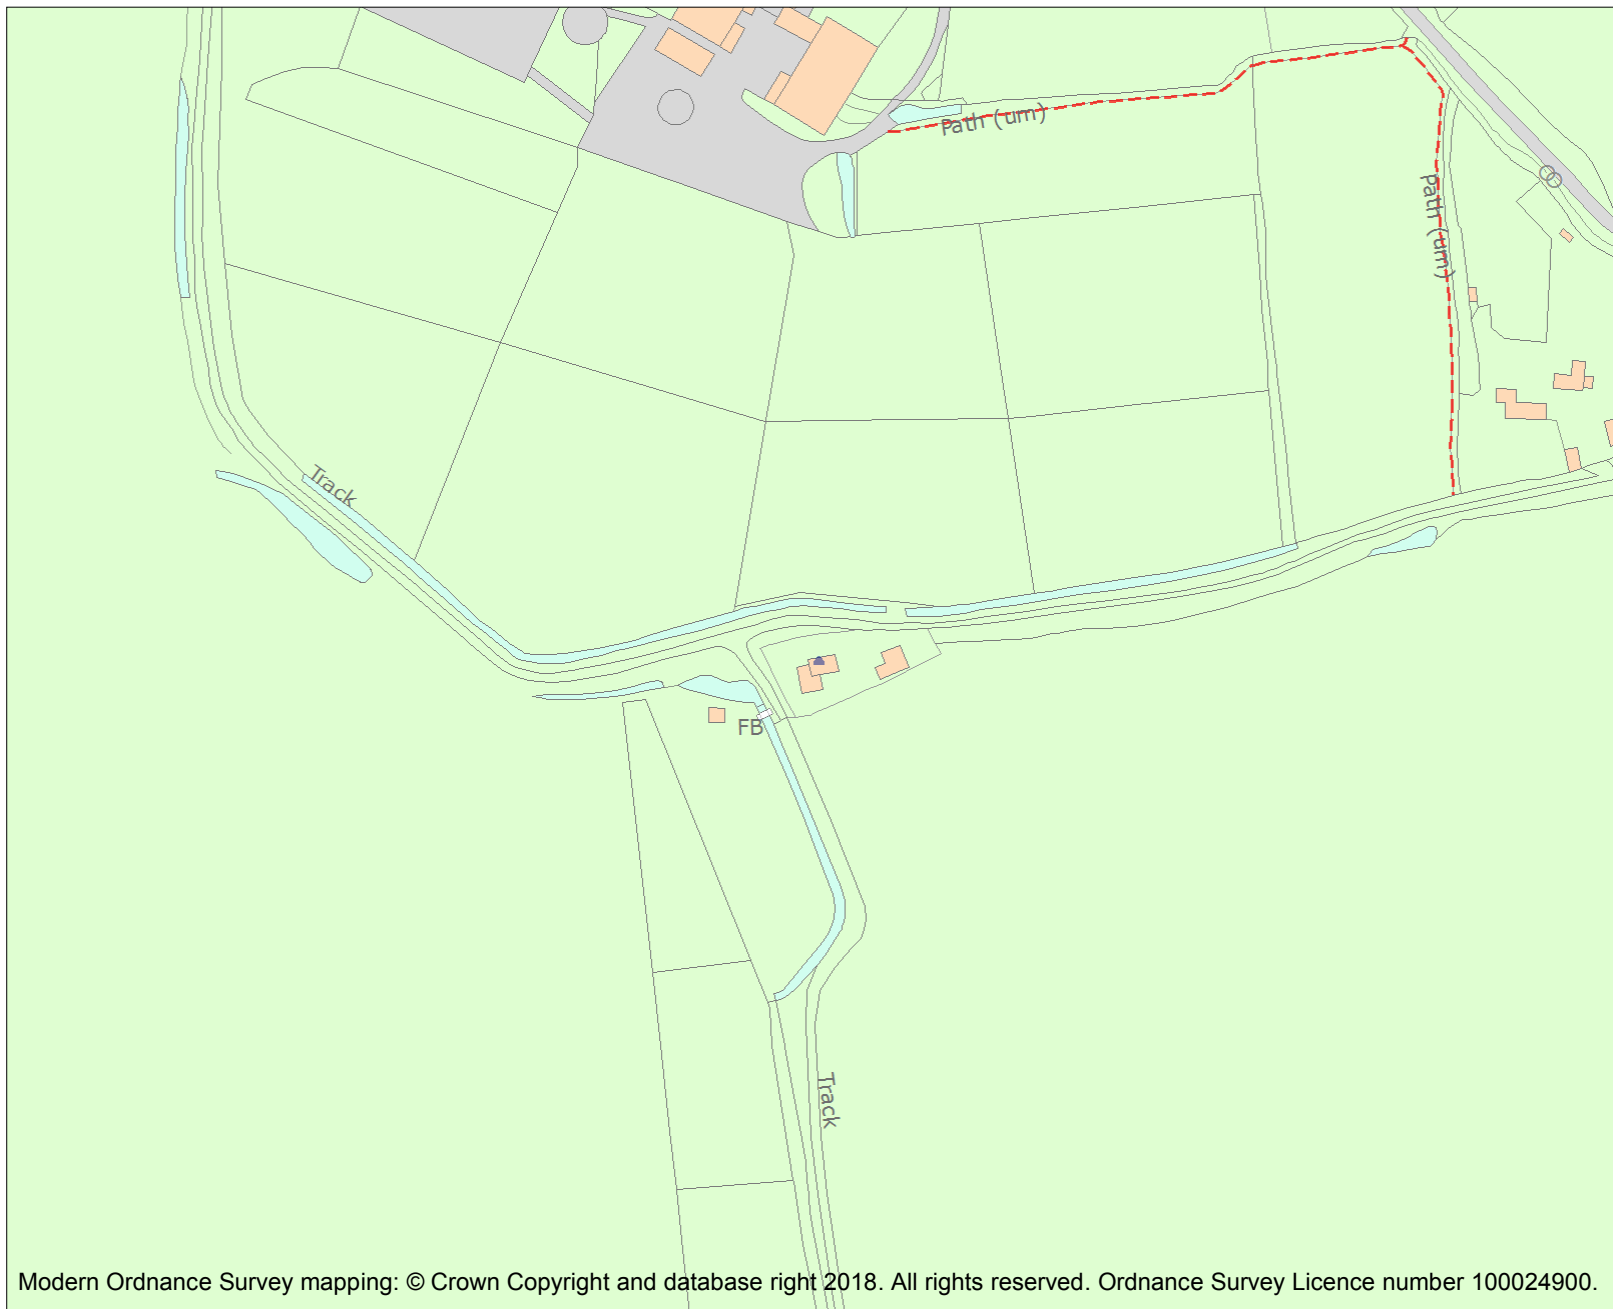 Path (um)
Path (um)
Track
FB
Track
Modern Ordnance Survey mapping: © Crown Copyright and database right 2018. All rights reserved. Ordnance Survey Licence number 100024900.